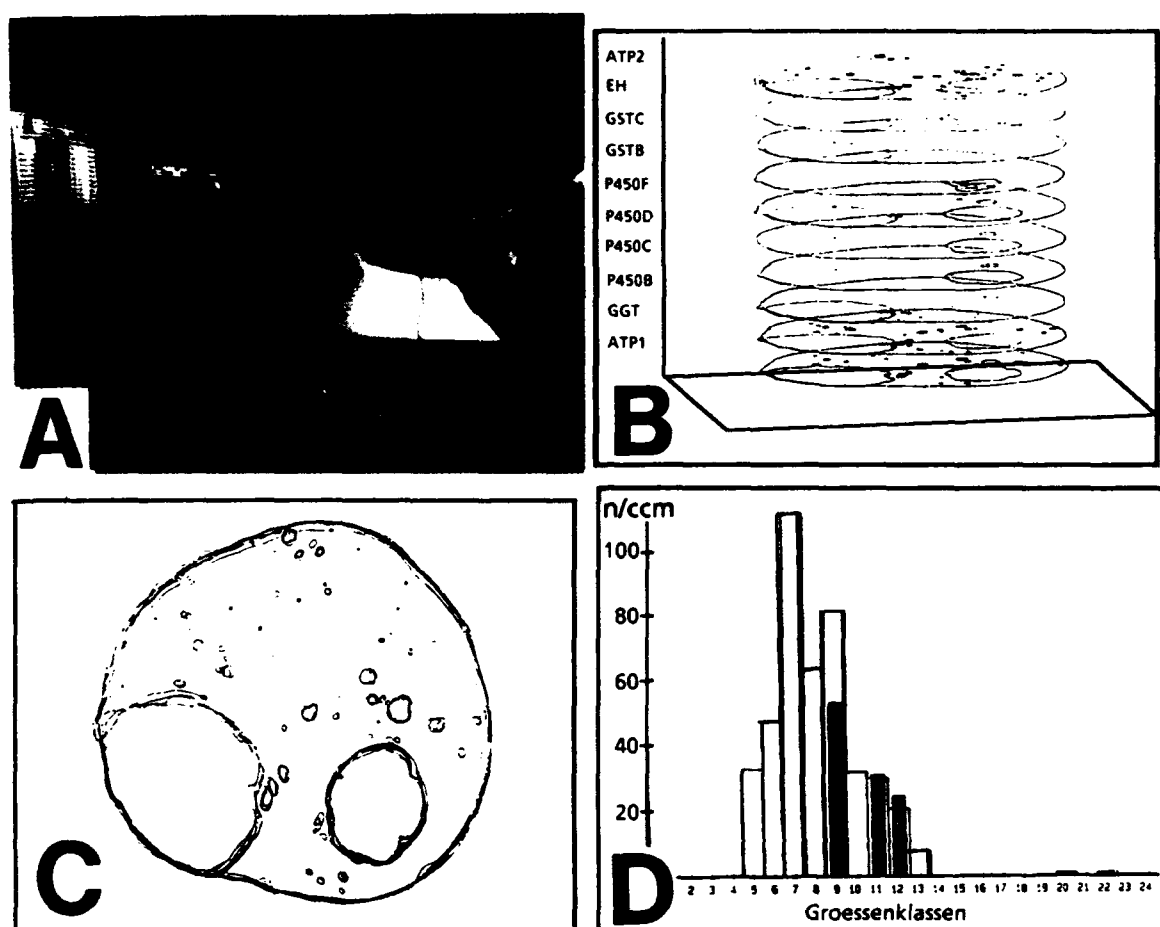 A
ATP2
EH
GSTC
GSTB
P450F
P450D
P450C
P450B
GGT
ATP1
B
C
n/ccm
100
80
60
40
20
D
2 3 4 5 6 7 8 9 10 11 12 13 14 15 16 17 18 19 20 21 22 23 24
Groessenklassen